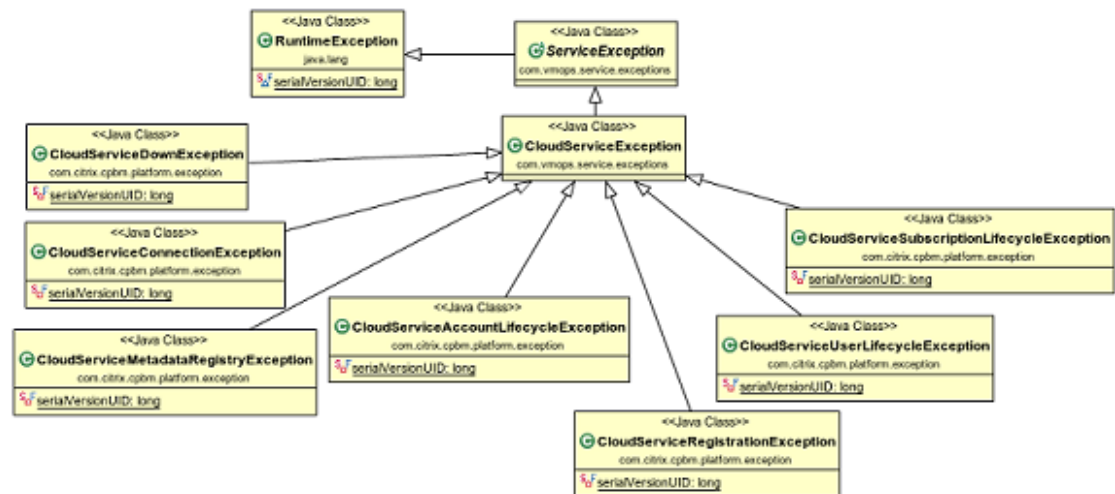 <<Java Class>>
RuntimeException
java.lang
serialVersionUID: long
<<Java Class>>
ServiceException
com.vmops.service.exceptions
<<Java Class>>
CloudServiceException
com.vmops.service.exceptions
<<Java Class>>
CloudServiceDownException
com.citrix.cpbm.platform.exception
serialVersionUID: long
<<Java Class>>
CloudServiceConnectionException
com.citrix.cpbm.platform.exception
serialVersionUID: long
<<Java Class>>
CloudServiceSubscriptionLifecycleException
com.citrix.cpbm.platform.exception
serialVersionUID: long
<<Java Class>>
CloudServiceMetadataRegistryException
com.citrix.cpbm.platform.exception
serialVersionUID: long
<<Java Class>>
CloudServiceAccountLifecycleException
com.citrix.cpbm.platform.exception
serialVersionUID: long
<<Java Class>>
CloudServiceUserLifecycleException
com.citrix.cpbm.platform.exception
serialVersionUID: long
<<Java Class>>
CloudServiceRegistrationException
com.citrix.cpbm.platform.exception
serialVersionUID: long